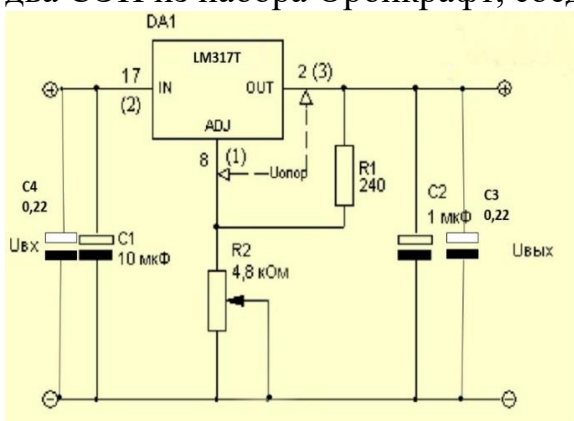 DA1
LM317T
17
2 (3)
IN
OUT
(2)
ADJ
8
(1)
Uопор
R1
240
C4
0,22
C2
1 мкФ
C3
0,22
Uвх
C1
10 мкФ
R2
4,8 кОм
Uвых